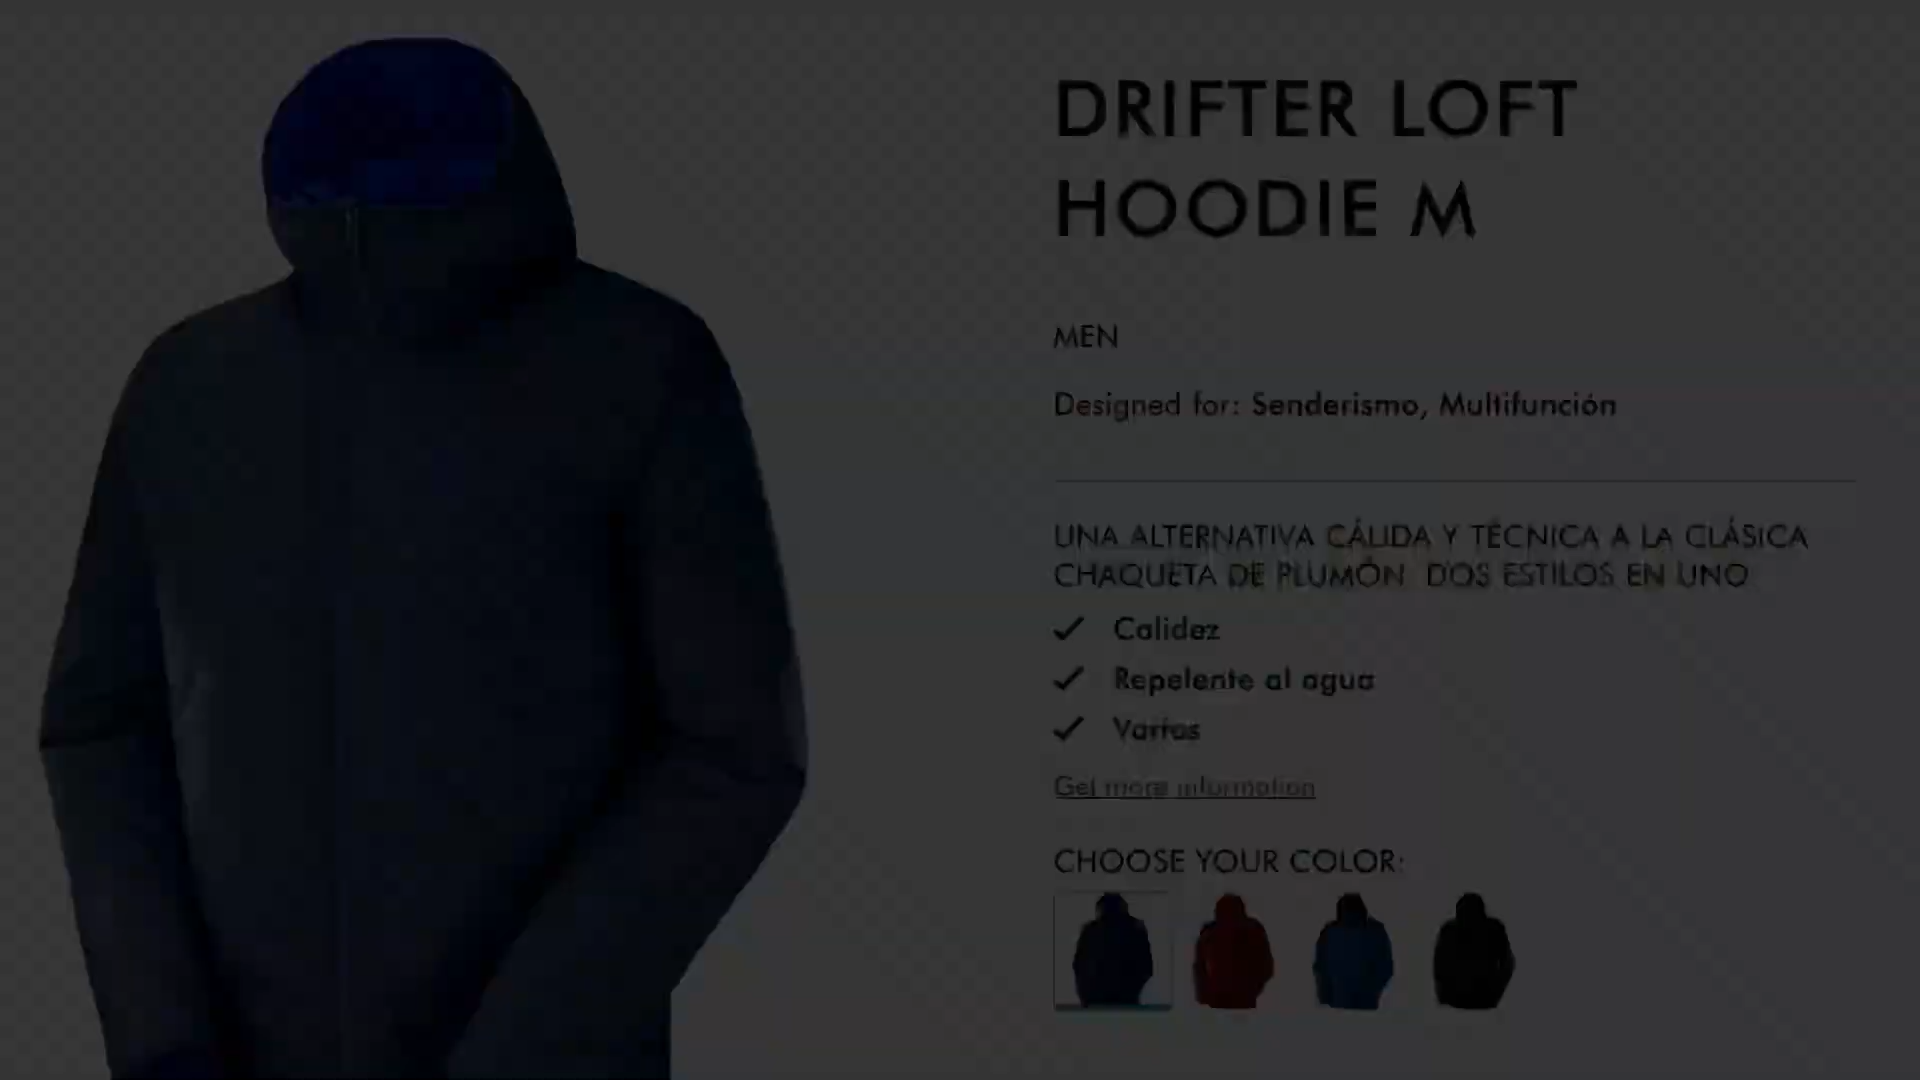 DRIFTER LOFT
HOODIE M
MEN
Designed for: Senderismo, Multifunción
UNA ALTERNATIVA CÁLIDA Y TÉCNICA A LA CLÁSICA
CHAQUETA DE PLUMÓN. DOS ESTILOS EN UNO
Calidez
Repelente al agua
Varios
Get more information
CHOOSE YOUR COLOR: